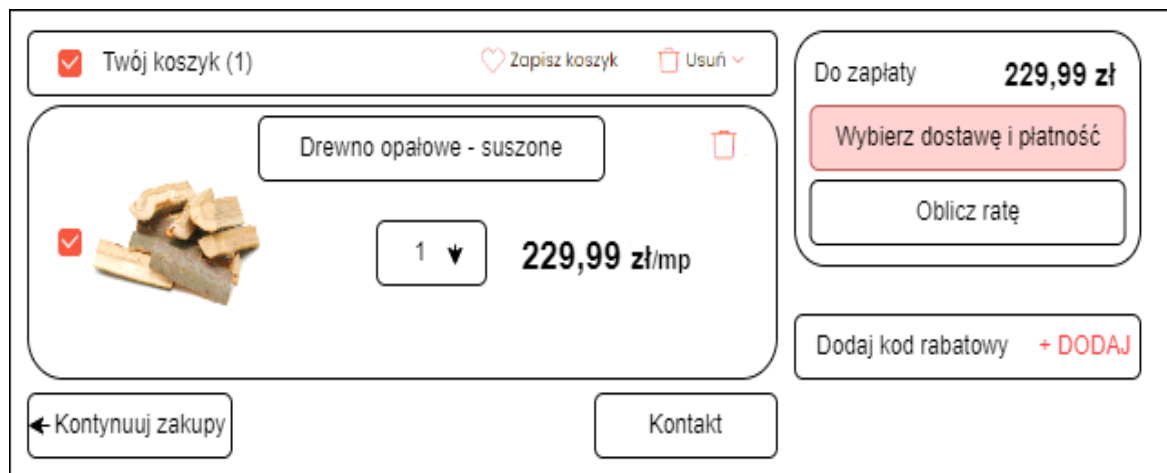 Twój koszyk (1)
Zapisz koszyk
Usuń
Drewno opałowe - suszone
1
229,99 zł/mp
Kontynuuj zakupy
Kontakt
Do zapłaty
229,99 zł
Wybierz dostawę i płatność
Oblicz ratę
Dodaj kod rabatowy
+ DODAJ